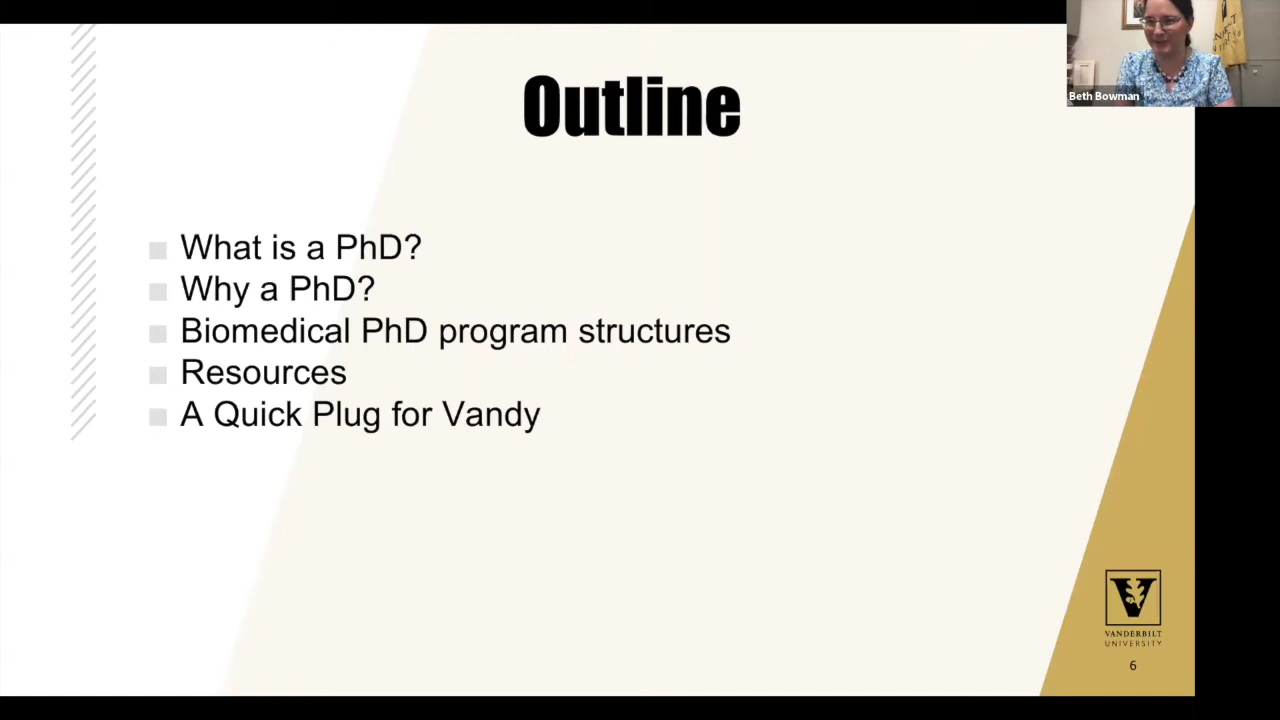 Outline
Beth Bowman
What is a PhD?
Why a PhD?
Biomedical PhD program structures
Resources
A Quick Plug for Vandy
V
VANDERBILT
UNIVERSITY
6